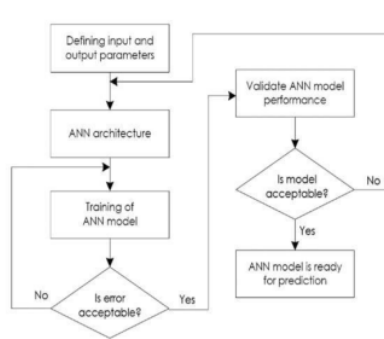 Defining input and
output parameters
ANN architecture
Training of
ANN model
Is error
acceptable?
No
Yes
Validate ANN model
performance
Is model
acceptable?
No
Yes
ANN model is ready
for prediction